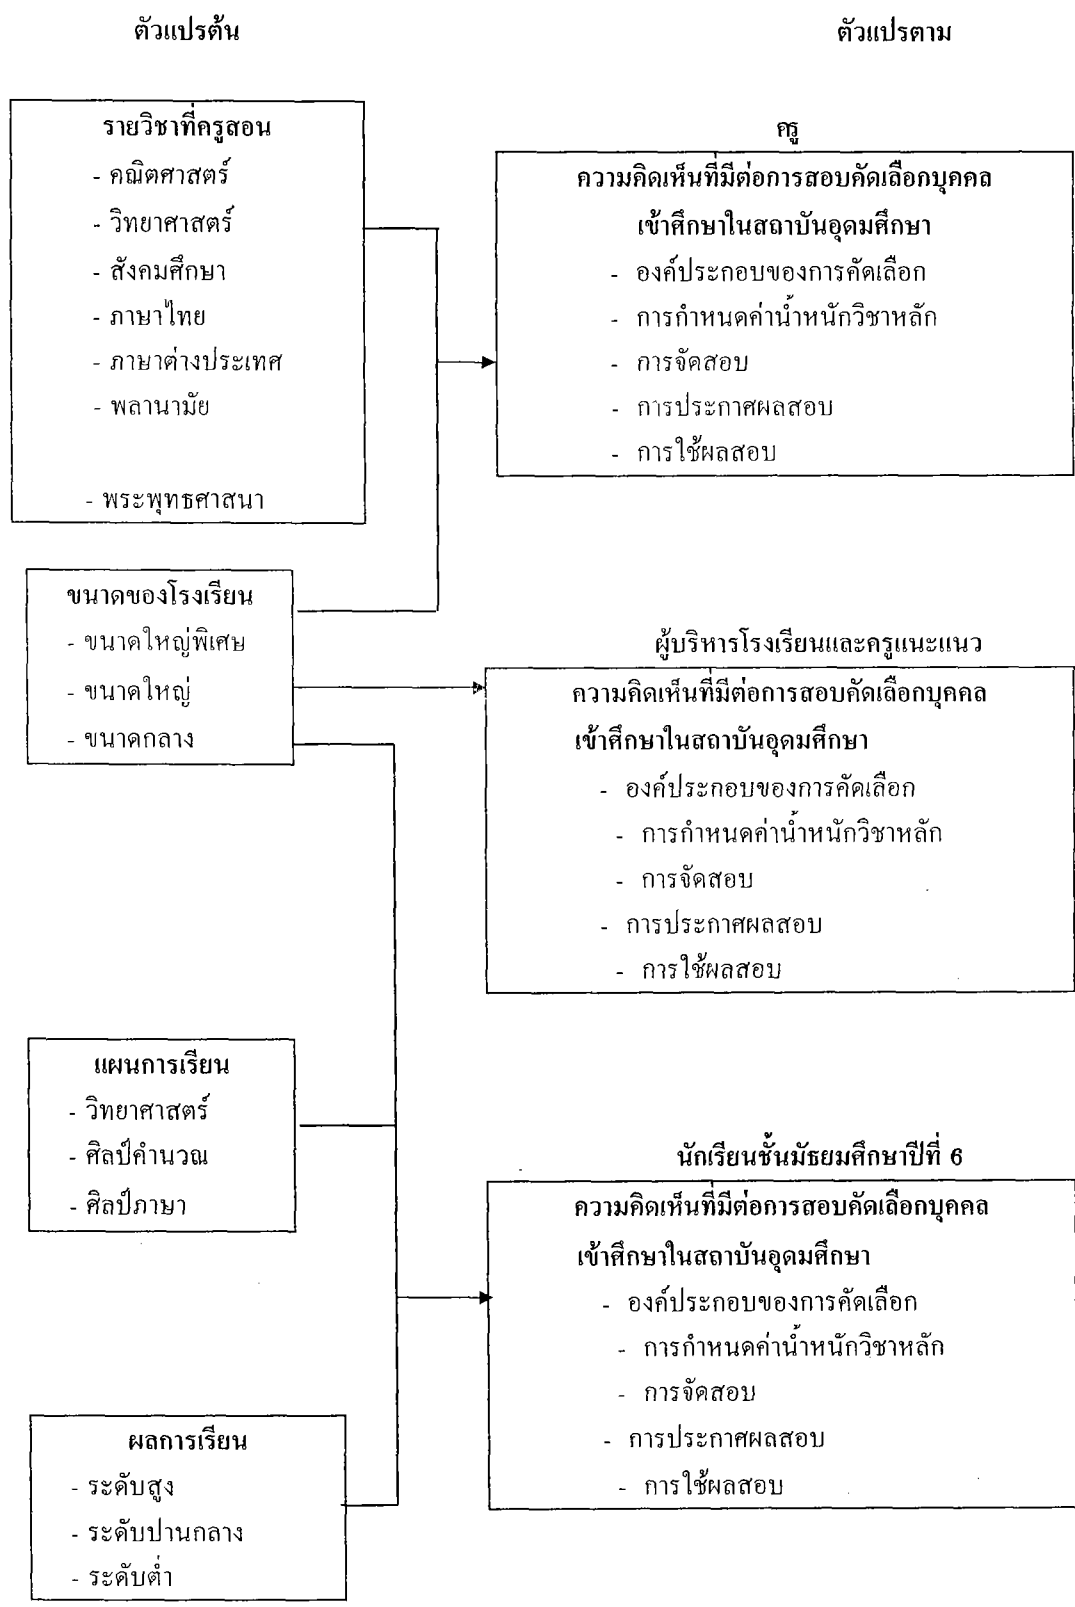 ตัวแปรต้น
ตัวแปรตาม
รายวิชาที่ครูสอน
- คณิตศาสตร์
- วิทยาศาสตร์
- สังคมศึกษา
- ภาษาไทย
- ภาษาต่างประเทศ
- พลานามัย
- พระพุทธศาสนา
ครู
ความคิดเห็นที่มีต่อการสอบคัดเลือกบุคคล
เข้าศึกษาในสถาบันอุดมศึกษา
- องค์ประกอบของการคัดเลือก
- การกำหนดค่าน้ำหนักวิชาหลัก
- การจัดสอบ
- การประกาศผลสอบ
- การใช้ผลสอบ
ขนาดของโรงเรียน
- ขนาดใหญ่พิเศษ
- ขนาดใหญ่
- ขนาดกลาง
ผู้บริหารโรงเรียนและครูแนะแนว
ความคิดเห็นที่มีต่อการสอบคัดเลือกบุคคล
เข้าศึกษาในสถาบันอุดมศึกษา
- องค์ประกอบของการคัดเลือก
- การกำหนดค่าน้ำหนักวิชาหลัก
- การจัดสอบ
- การประกาศผลสอบ
- การใช้ผลสอบ
แผนการเรียน
- วิทยาศาสตร์
- ศิลป์คำนวณ
- ศิลป์ภาษา
นักเรียนชั้นมัธยมศึกษาปีที่ 6
ความคิดเห็นที่มีต่อการสอบคัดเลือกบุคคล
เข้าศึกษาในสถาบันอุดมศึกษา
- องค์ประกอบของการคัดเลือก
- การกำหนดค่าน้ำหนักวิชาหลัก
- การจัดสอบ
- การประกาศผลสอบ
- การใช้ผลสอบ
ผลการเรียน
- ระดับสูง
- ระดับปานกลาง
- ระดับต่ำ